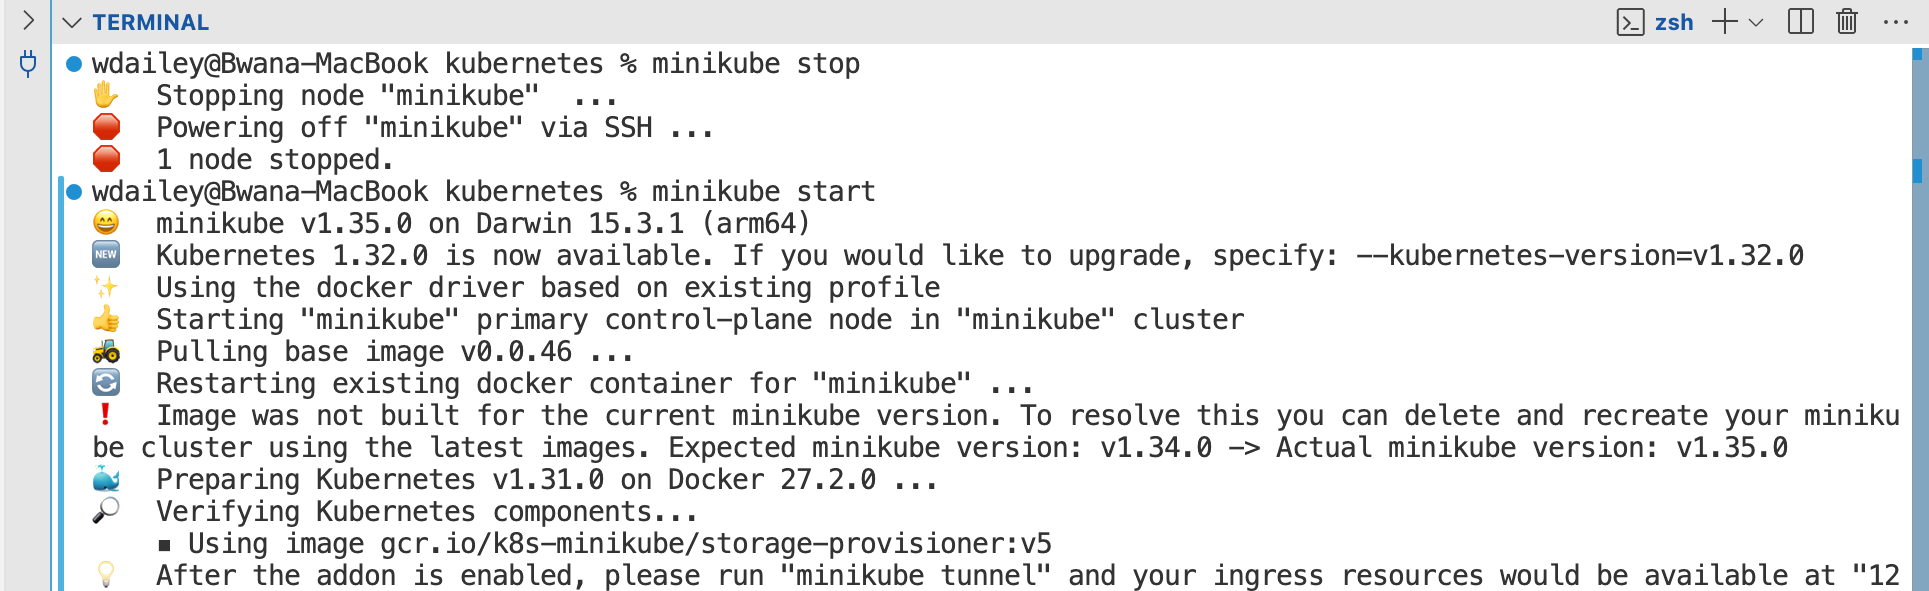 TERMINAL
zsh
wdailey@Bwana-MacBook kubernetes % minikube stop
✋ Stopping node "minikube" ...
🛑 Powering off "minikube" via SSH ...
🛑 1 node stopped.
wdailey@Bwana-MacBook kubernetes % minikube start
😄 minikube v1.35.0 on Darwin 15.3.1 (arm64)
🆕 Kubernetes 1.32.0 is now available. If you would like to upgrade, specify: --kubernetes-version=v1.32.0
✨ Using the docker driver based on existing profile
👍 Starting "minikube" primary control-plane node in "minikube" cluster
🚜 Pulling base image v0.0.46 ...
🔄 Restarting existing docker container for "minikube" ...
❗ Image was not built for the current minikube version. To resolve this you can delete and recreate your miniku
be cluster using the latest images. Expected minikube version: v1.34.0 -> Actual minikube version: v1.35.0
🐳 Preparing Kubernetes v1.31.0 on Docker 27.2.0 ...
🔎 Verifying Kubernetes components...
▪ Using image gcr.io/k8s-minikube/storage-provisioner:v5
💡 After the addon is enabled, please run "minikube tunnel" and your ingress resources would be available at "12